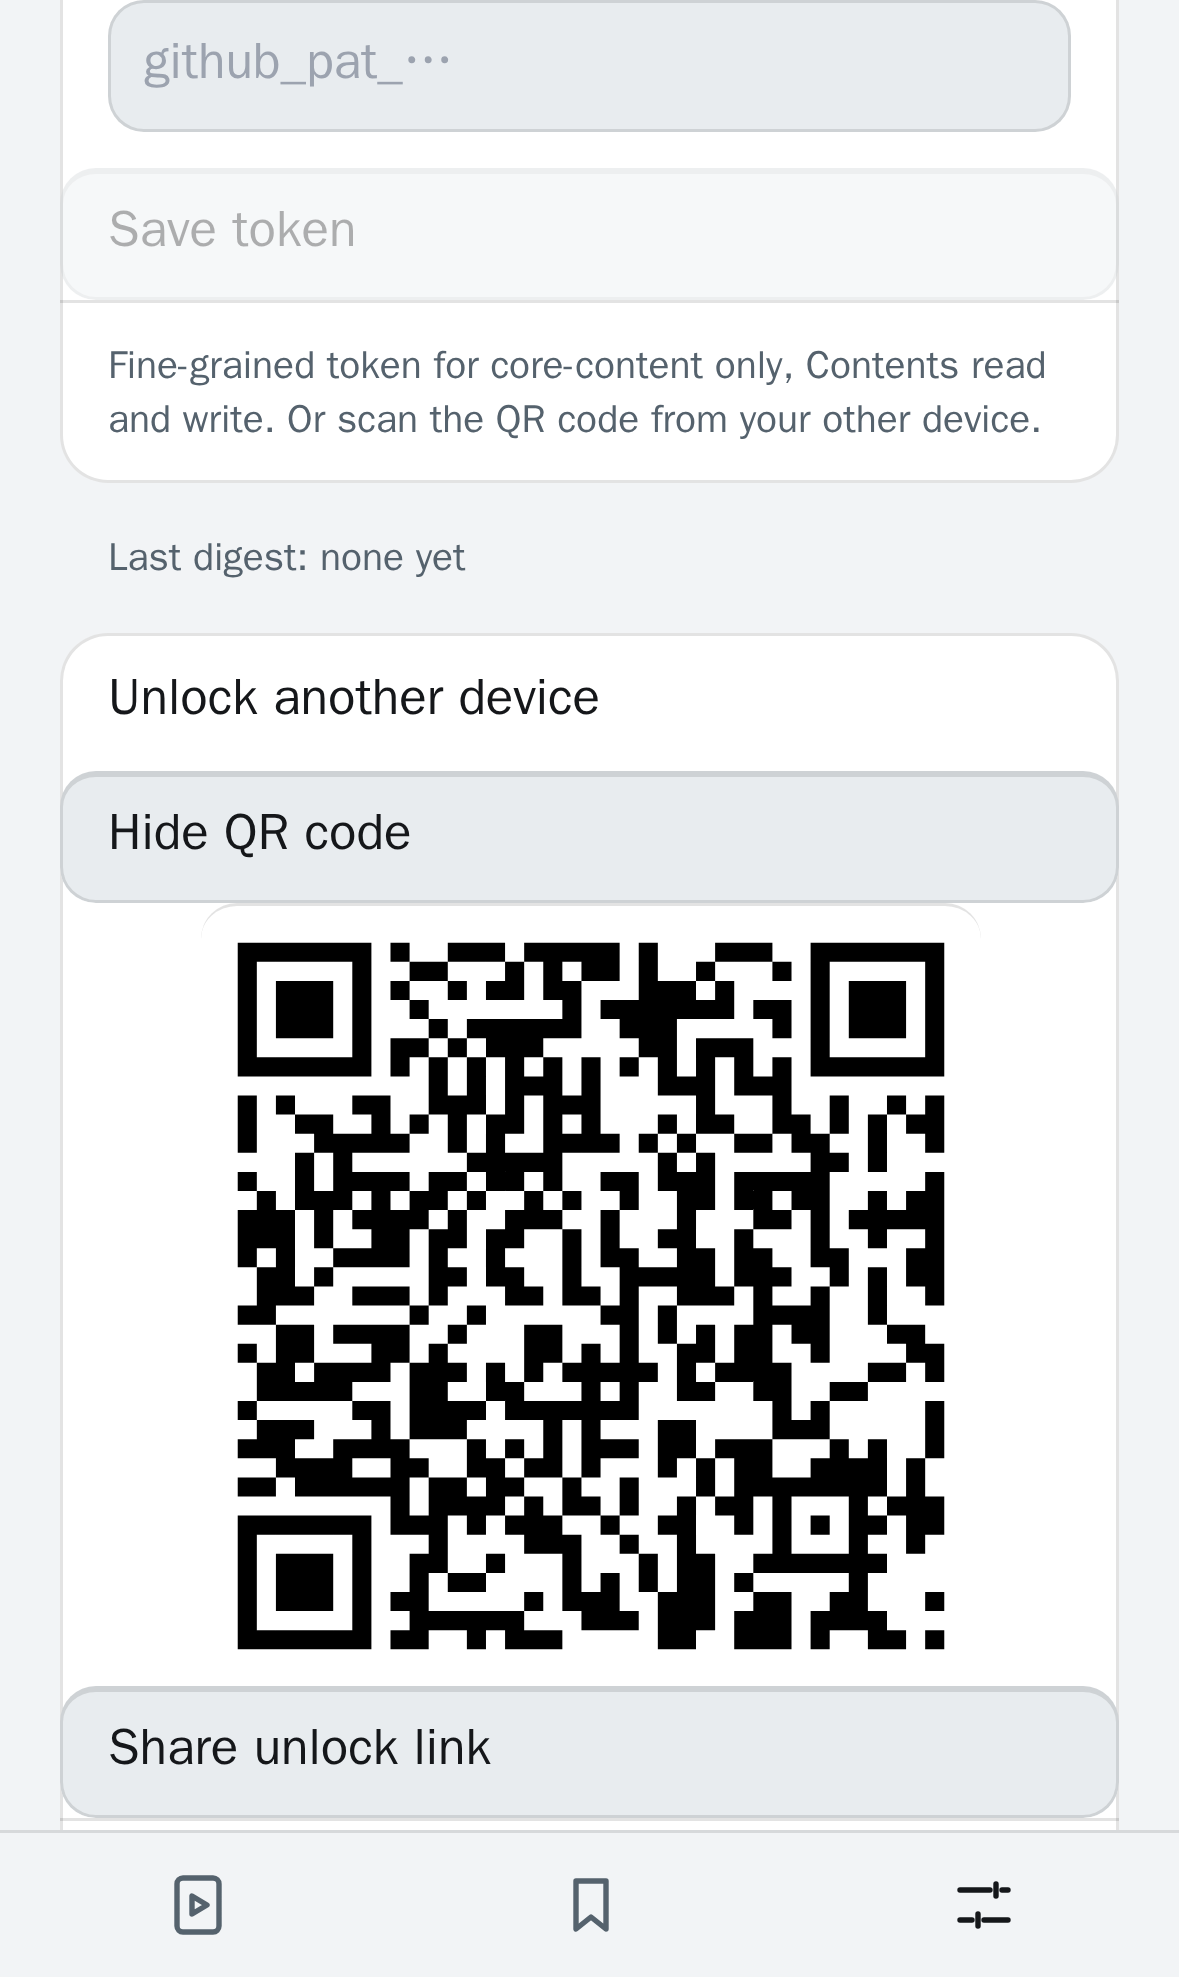 github_pat_···
Save token
Fine-grained token for core-content only, Contents read
and write. Or scan the QR code from your other device.
Last digest: none yet
Unlock another device
Hide QR code
Share unlock link